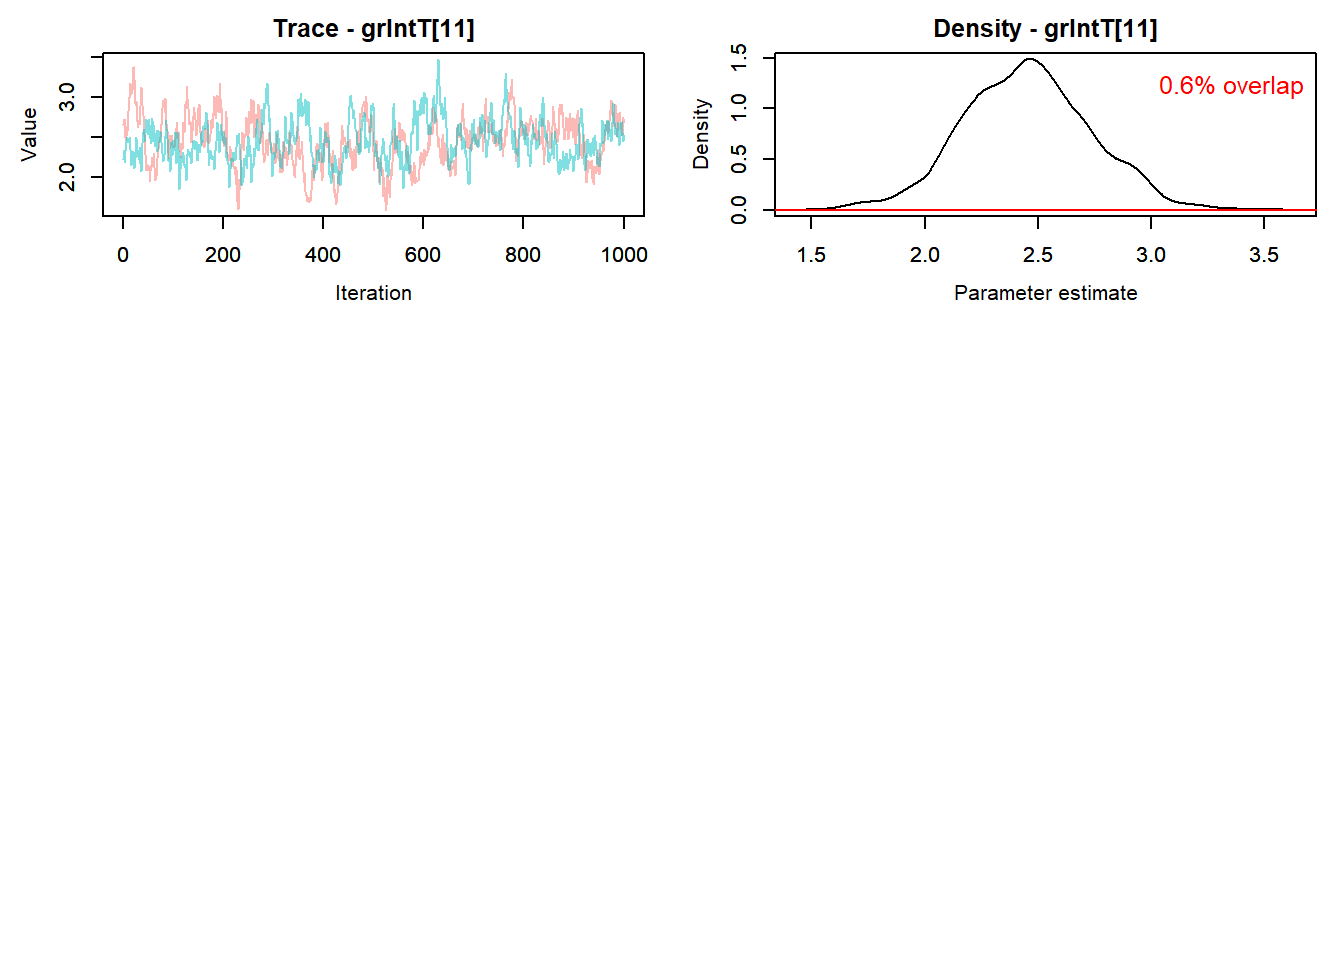 Trace - grIntT[11]
Value
3.0
2.0
0
200
400
600
800
1000
Iteration
Density - grIntT[11]
0.6% overlap
Density
1.5
1.0
0.5
0.0
1.5
2.0
2.5
3.0
3.5
Parameter estimate